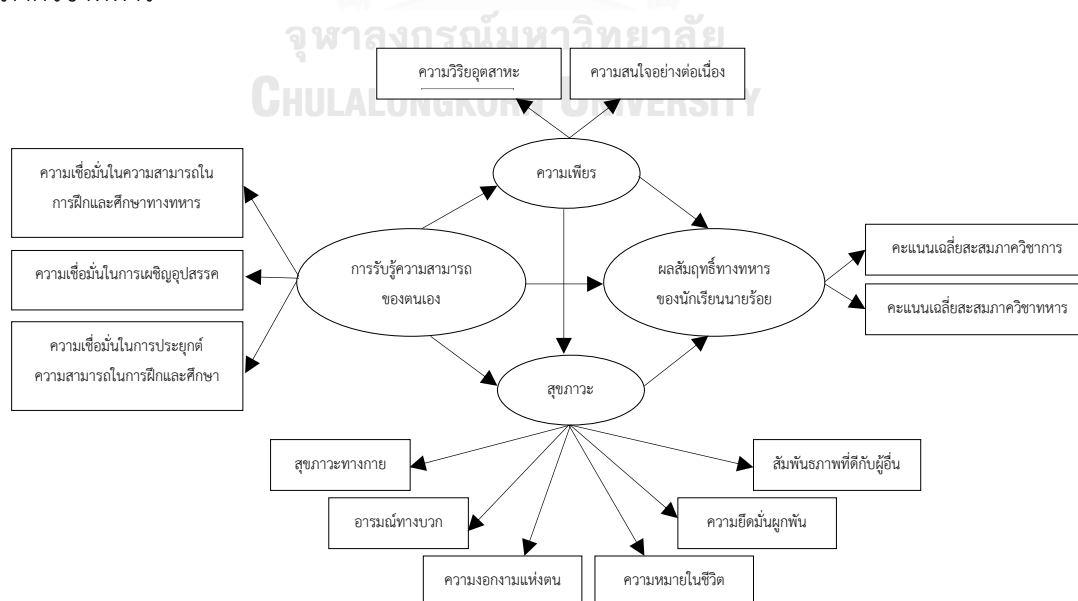 จุฬาลงกรณ์มหาวิทยาลัย
CHULALONGKORN UNIVERSITY
ความวิริยอุตสาหะ
ความสนใจอย่างต่อเนื่อง
ความเพียร
ความเชื่อมั่นในความสามารถใน
การฝึกและศึกษาทางทหาร
ความเชื่อมั่นในการเผชิญอุปสรรค
ความเชื่อมั่นในการประยุกต์
ความสามารถในการฝึกและศึกษา
การรับรู้ความสามารถ
ของตนเอง
ผลสัมฤทธิ์ทางทหาร
ของนักเรียนนายร้อย
คะแนนเฉลี่ยสะสมภาควิชาการ
คะแนนเฉลี่ยสะสมภาควิชาทหาร
สุขภาวะ
สุขภาวะทางกาย
สัมพันธภาพที่ดีกับผู้อื่น
อารมณ์ทางบวก
ความยึดมั่นผูกพัน
ความงอกงามแห่งตน
ความหมายในชีวิต